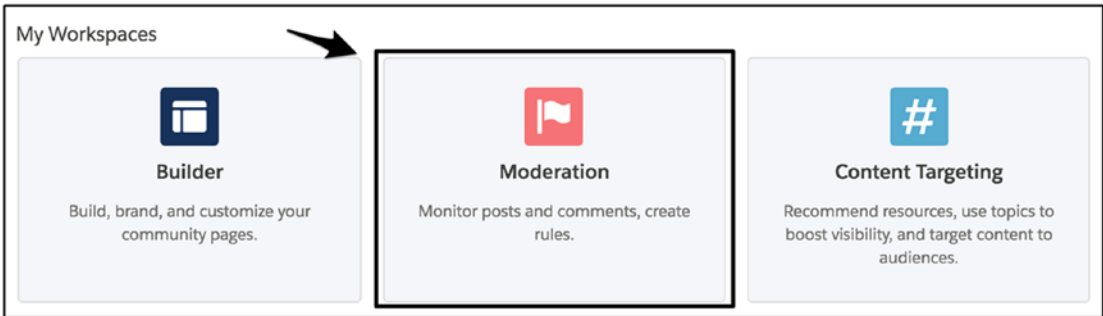 My Workspaces
Builder
Build, brand, and customize your
community pages.
Moderation
Monitor posts and comments, create
rules.
#
Content Targeting
Recommend resources, use topics to
boost visibility, and target content to
audiences.